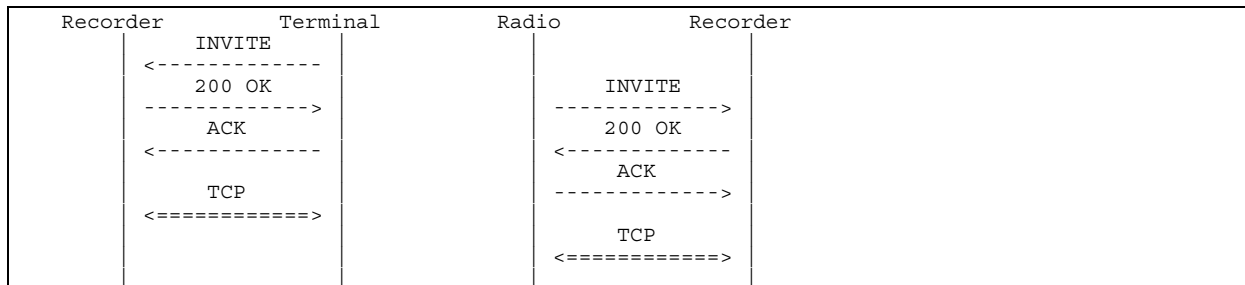 Recorder Terminal Radio Recorder
INVITE
<-------------
200 OK INVITE
-------------> ------------->
ACK 200 OK
<------------- <-------------
ACK
TCP ------------->
<============>
TCP
<============>